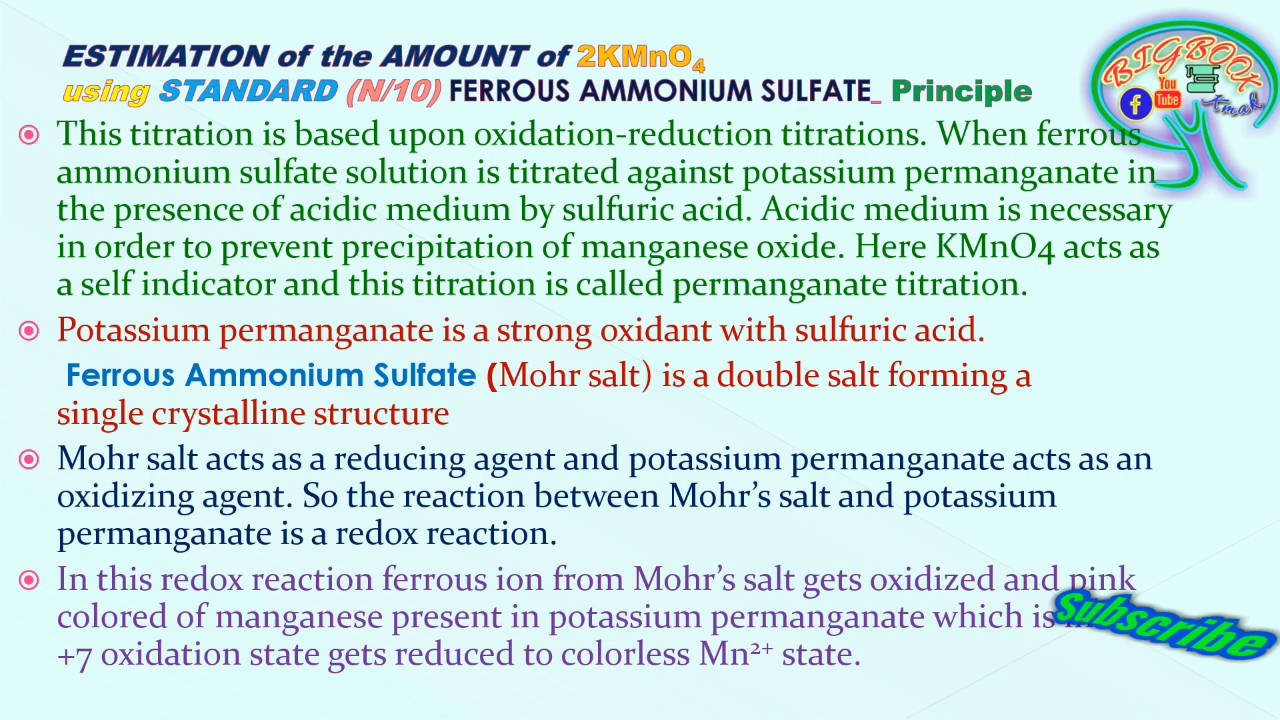 ESTIMATION of the AMOUNT of 2KMnO₄
using STANDARD (N/10) FERROUS AMMONIUM SULFATE_ Principle
BIGBOOK
You
Tube
f
tmak
This titration is based upon oxidation-reduction titrations. When ferrous
ammonium sulfate solution is titrated against potassium permanganate in
the presence of acidic medium by sulfuric acid. Acidic medium is necessary
in order to prevent precipitation of manganese oxide. Here KMnO4 acts as
a self indicator and this titration is called permanganate titration.
Potassium permanganate is a strong oxidant with sulfuric acid.
Ferrous Ammonium Sulfate (Mohr salt) is a double salt forming a
single crystalline structure
Mohr salt acts as a reducing agent and potassium permanganate acts as an
oxidizing agent. So the reaction between Mohr’s salt and potassium
permanganate is a redox reaction.
In this redox reaction ferrous ion from Mohr’s salt gets oxidized and pink
colored of manganese present in potassium permanganate which is
+7 oxidation state gets reduced to colorless Mn²⁺ state.
Subscribe